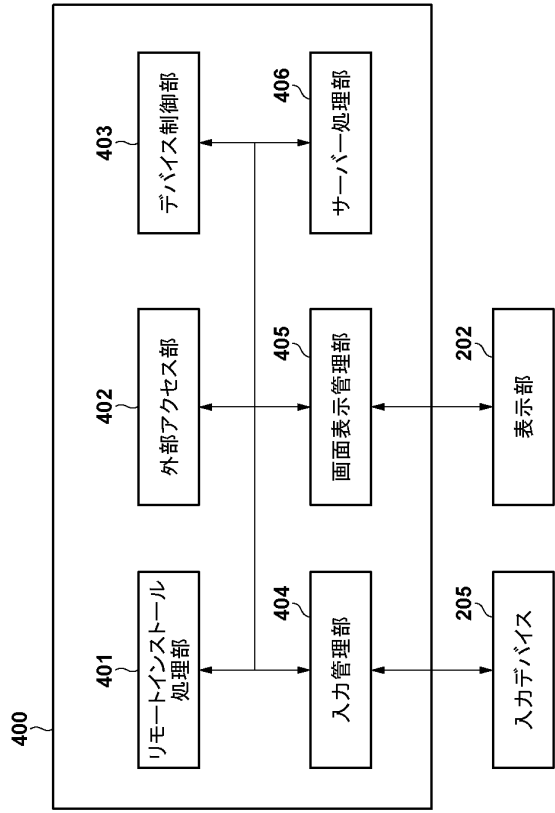 400
401
リモートインストール
処理部
402
外部アクセス部
403
デバイス制御部
404
入力管理部
405
画面表示管理部
406
サーバー処理部
205
入力デバイス
202
表示部